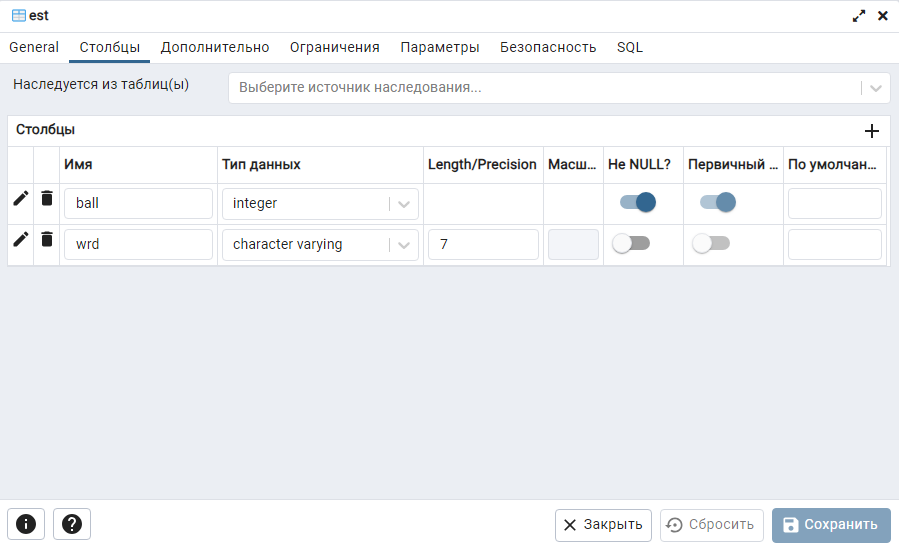 est
General Столбцы Дополнительно Ограничения Параметры Безопасность SQL
Наследуется из таблиц(ы) Выберите источник наследования...
Столбцы
Имя Тип данных Length/Precision Масш... Не NULL? Первичный ... По умолчан...
ball integer
wrd character varying 7
Закрыть Сбросить Сохранить